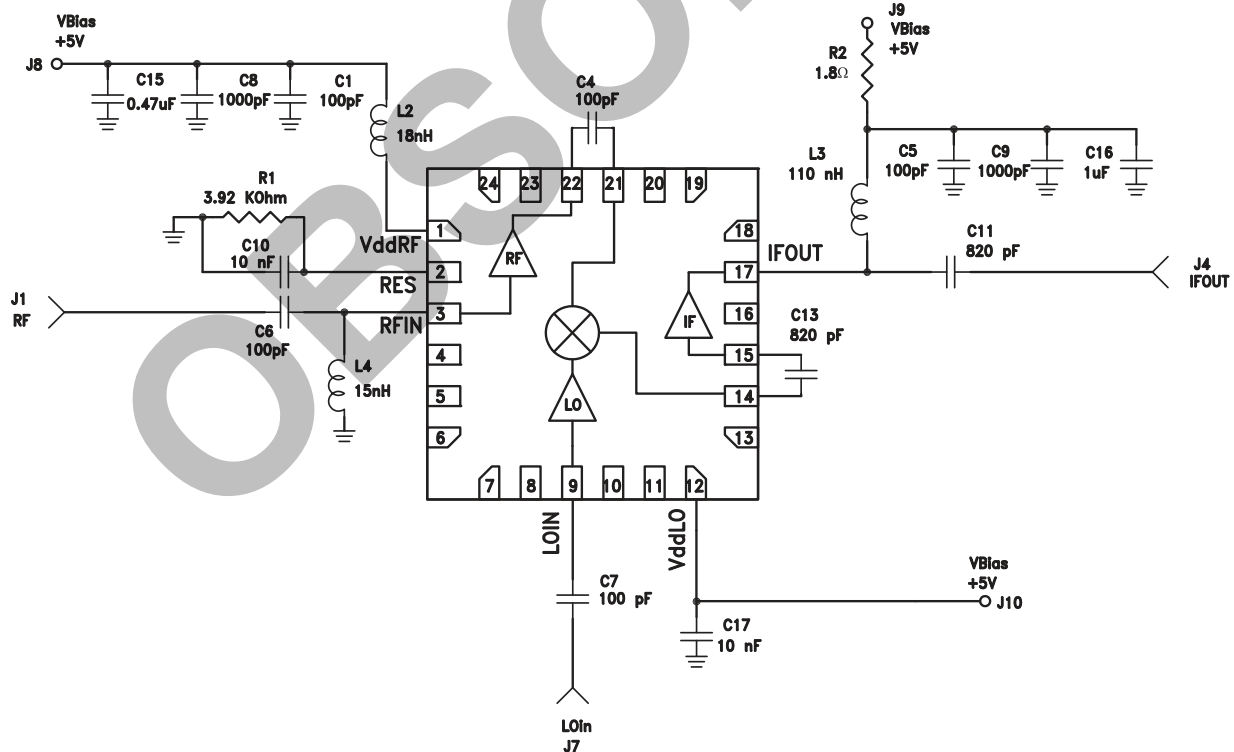 J9
VBias
+5V
VBias
+5V
J8
C15
0.47uF
C8
1000pF
C1
100pF
L2
18nH
C4
100pF
R2
1.8Ω
L3
110 nH
C5
100pF
C9
1000pF
C16
1uF
R1
3.92 KOhm
C10
10 nF
J1
RF
C6
100pF
L4
15nH
VddRF
RES
RFIN
24
23
22
21
20
19
1
2
3
4
5
6
18
17
16
15
14
13
7
8
9
10
11
12
RF
IF
LO
IFOUT
C11
820 pF
J4
IFOUT
C13
820 pF
LOIN
VddLO
C7
100 pF
C17
10 nF
VBias
+5V
J10
LOin
J7
OBSO